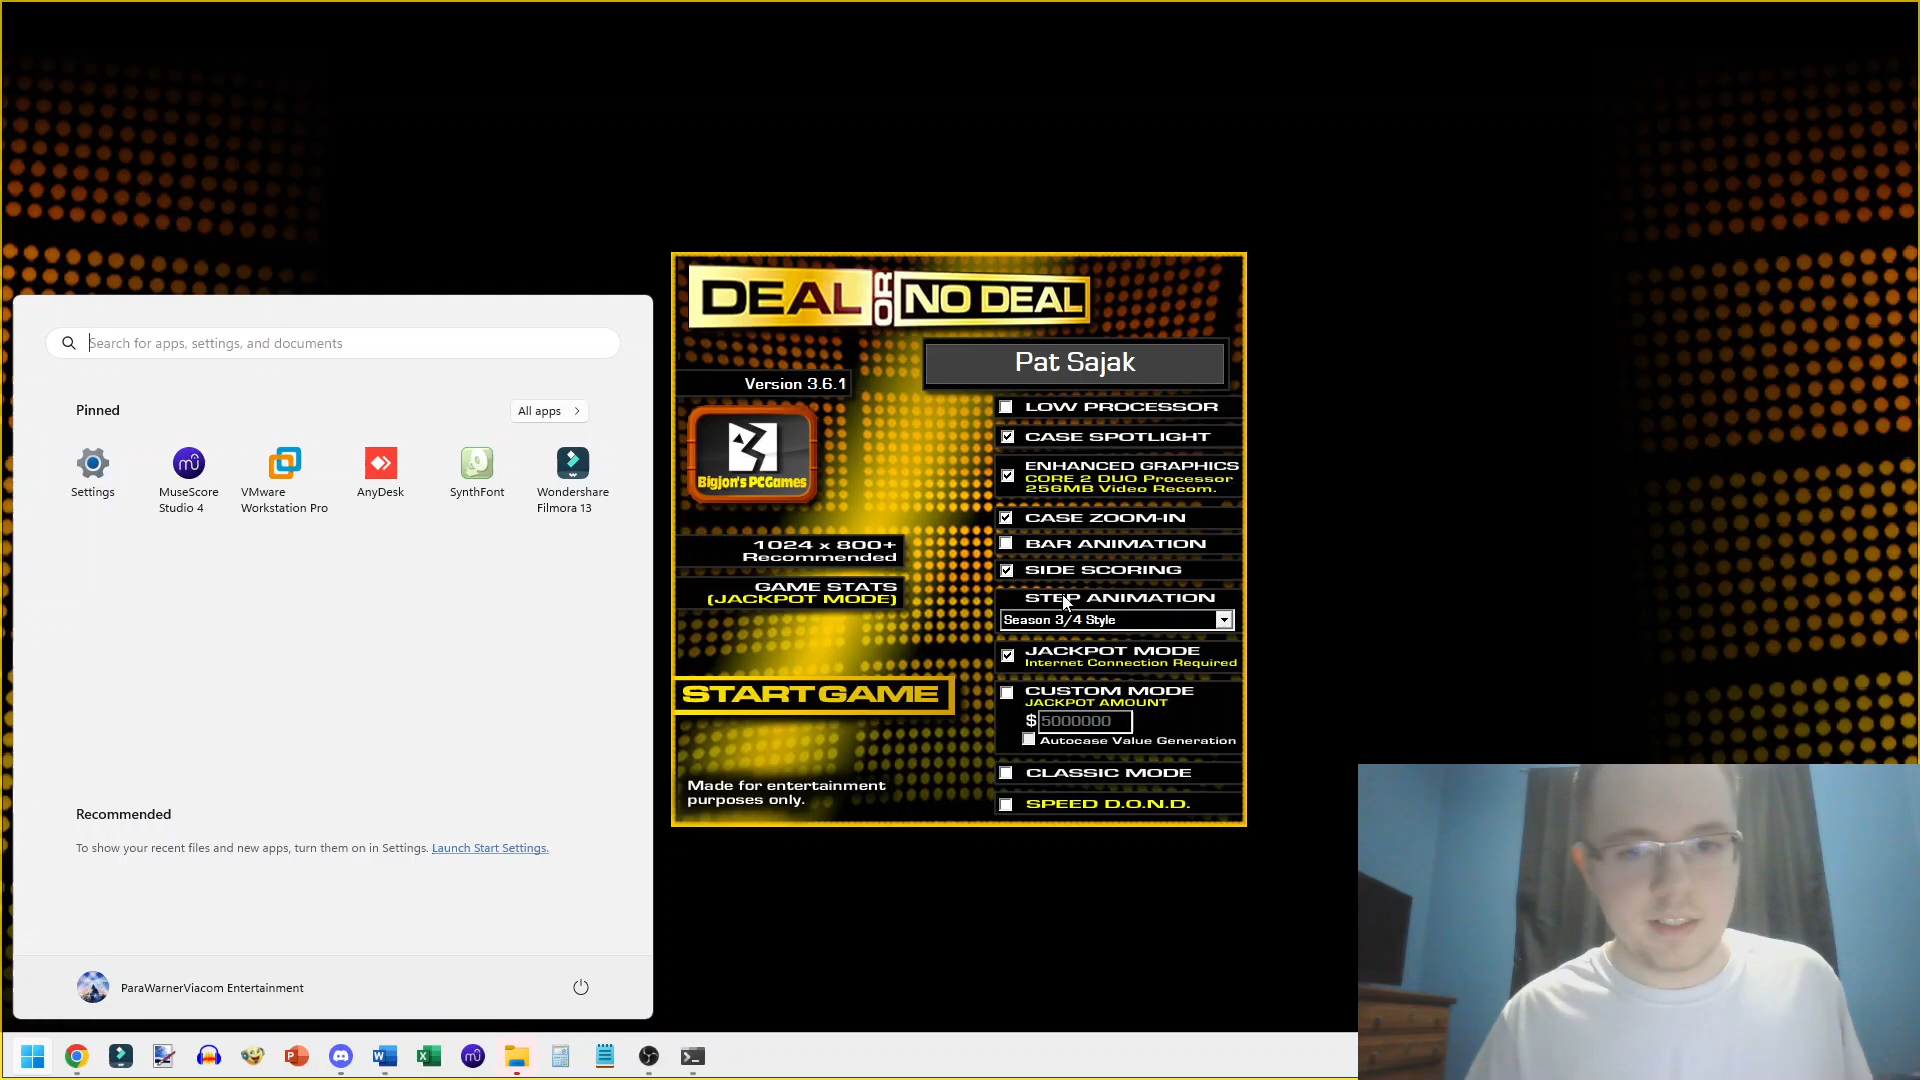 Search for apps, settings, and documents
Pinned
All apps
Settings
MuseScore
Studio 4
VMware
Workstation Pro
AnyDesk
SynthFont
Wondershare
Filmora 13
Recommended
To show your recent files and new apps, turn them on in Settings. Launch Start Settings.
ParaWarnerViacom Entertainment
DEAL OR NO DEAL
Pat Sajak
Version 3.6.1
Bigjon's PCGames
1024 x 800+
Recommended
GAME STATS
(JACKPOT MODE)
START GAME
Made for entertainment
purposes only.
LOW PROCESSOR
CASE SPOTLIGHT
ENHANCED GRAPHICS
CORE 2 DUO Processor
256MB Video Recom.
CASE ZOOM-IN
BAR ANIMATION
SIDE SCORING
STEP ANIMATION
Season 3/4 Style
JACKPOT MODE
Internet Connection Required
CUSTOM MODE
JACKPOT AMOUNT
$ 5000000
Autocase Value Generation
CLASSIC MODE
SPEED D.O.N.D.